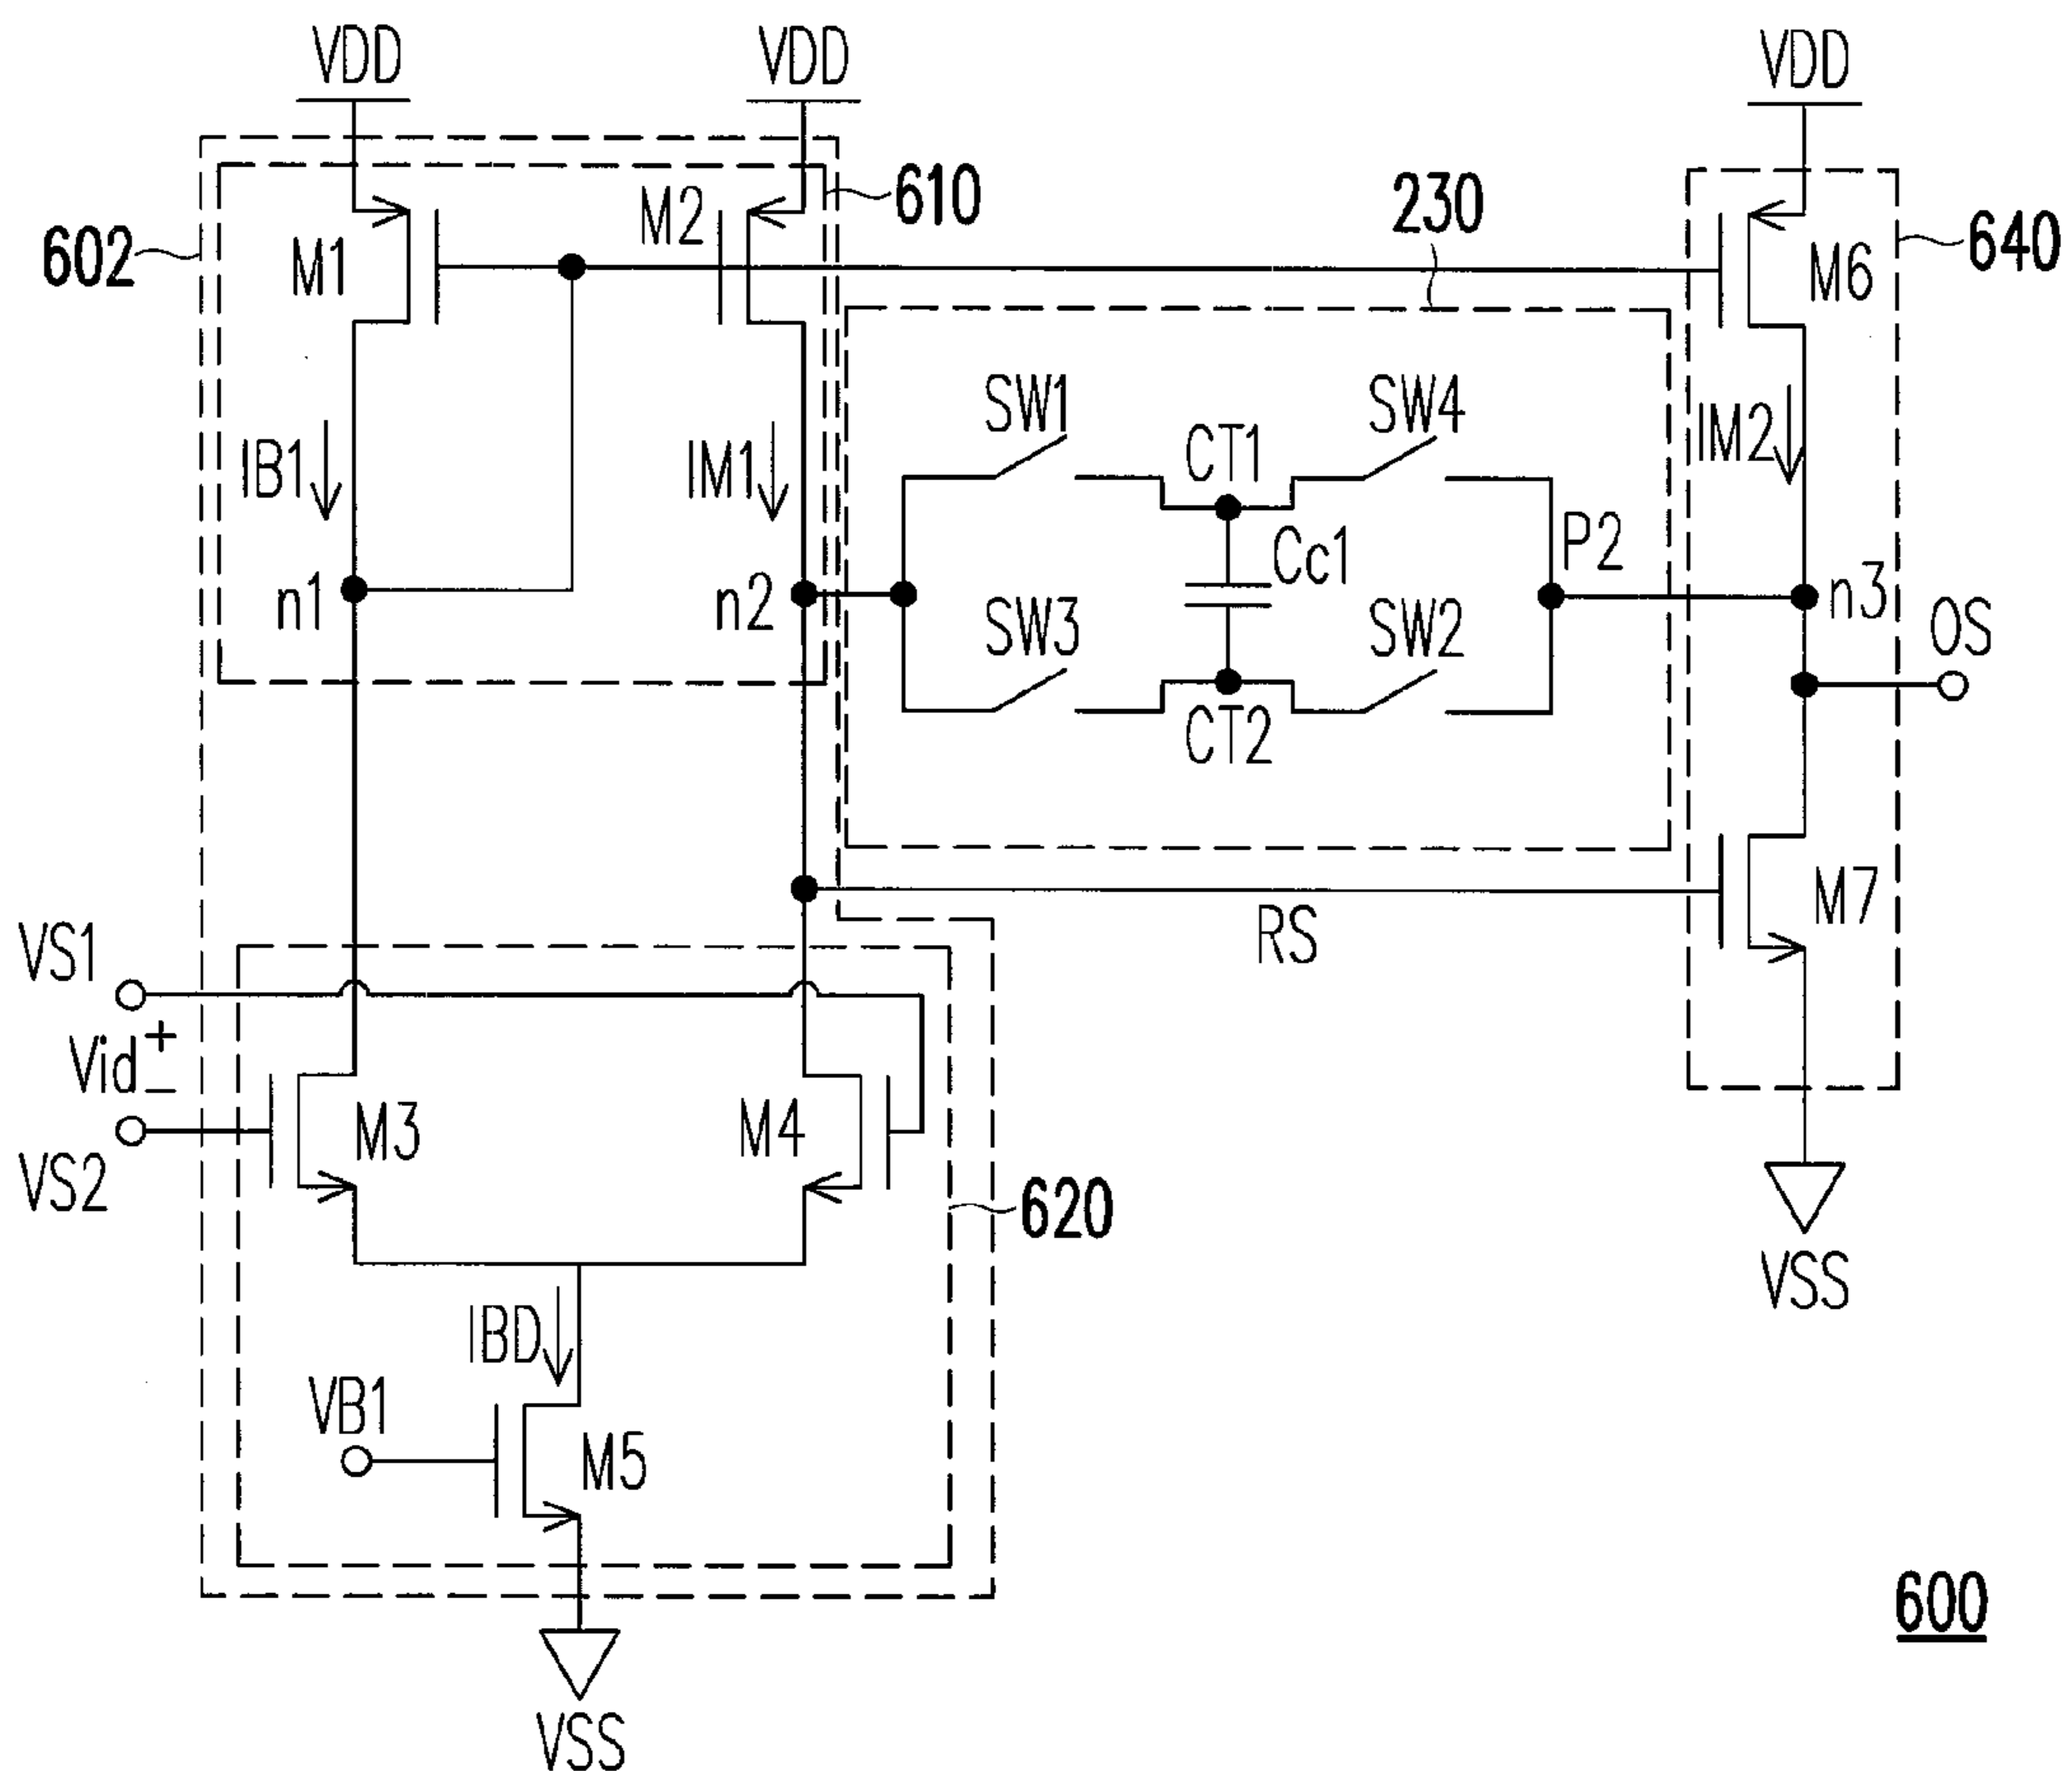 VDD
VDD
VDD
602
M1
M2
610
230
M6
640
IB1
IM1
SW1
CT1
SW4
IM2
Cc1
P2
n1
n2
SW3
SW2
n3
OS
CT2
VS1
RS
M7
Vid
+
-
VS2
M3
M4
620
IBD
VB1
M5
VSS
VSS
600